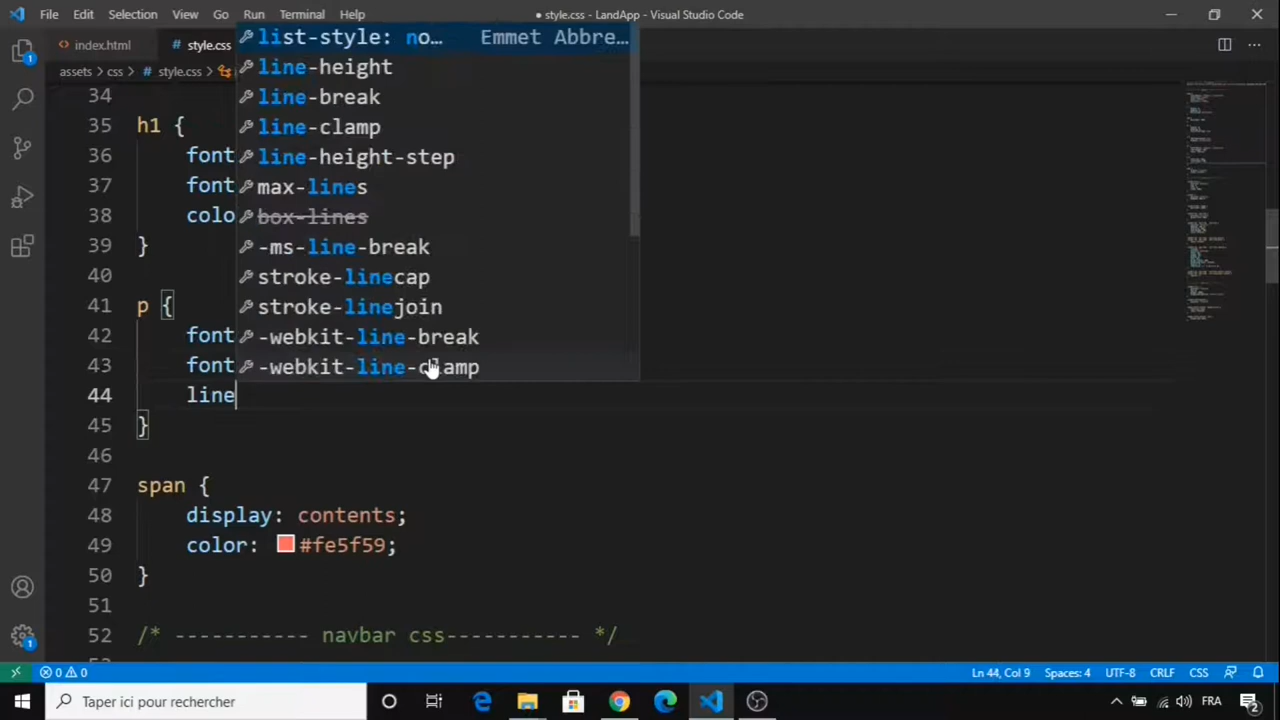 File Edit Selection View Go Run Terminal Help
● style.css - LandApp - Visual Studio Code
index.html
# style.css
assets > css > # style.css >
list-style: no… Emmet Abbre…
line-height
line-break
line-clamp
line-height-step
max-lines
box-lines
-ms-line-break
stroke-linecap
stroke-linejoin
-webkit-line-break
-webkit-line-clamp
34
35 h1 {
36 font
37 font
38 colo
39 }
40
41 p {
42 font
43 font
44 line
45 }
46
47 span {
48 display: contents;
49 color: #fe5f59;
50 }
51
52 /* ----------- navbar css----------- */
1
1
0 0
Ln 44, Col 9 Spaces: 4 UTF-8 CRLF CSS
Taper ici pour rechercher
FRA
2